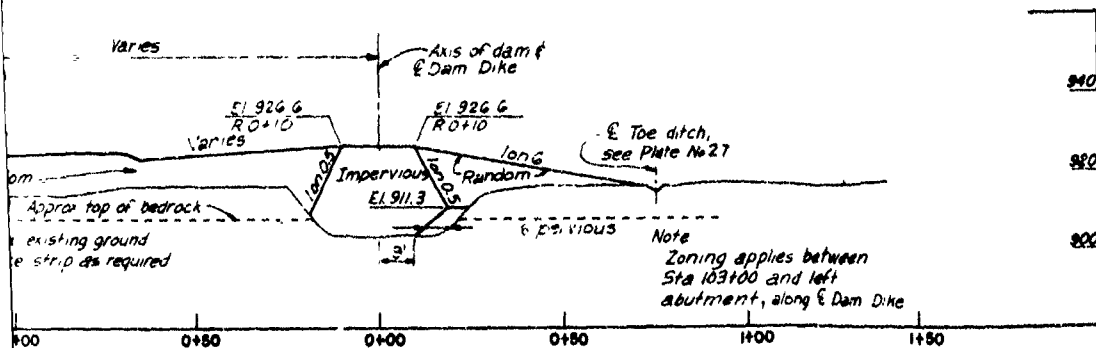 Varies
Axis of dam &
℄ Dam Dike
940
El 926 6
R 0+10
El 926 6
R 0+10
Varies
℄ Toe ditch,
see Plate No 27
1 on 6
1 on 0.5
Impervious
1 on 0.5
Random
920
El. 911.3
Approx top of bedrock
pervious
existing ground
strip as required
Note
Zoning applies between
Sta 103+00 and left
abutment, along ℄ Dam Dike
900
+00
0+50
0+00
0+50
1+00
1+50